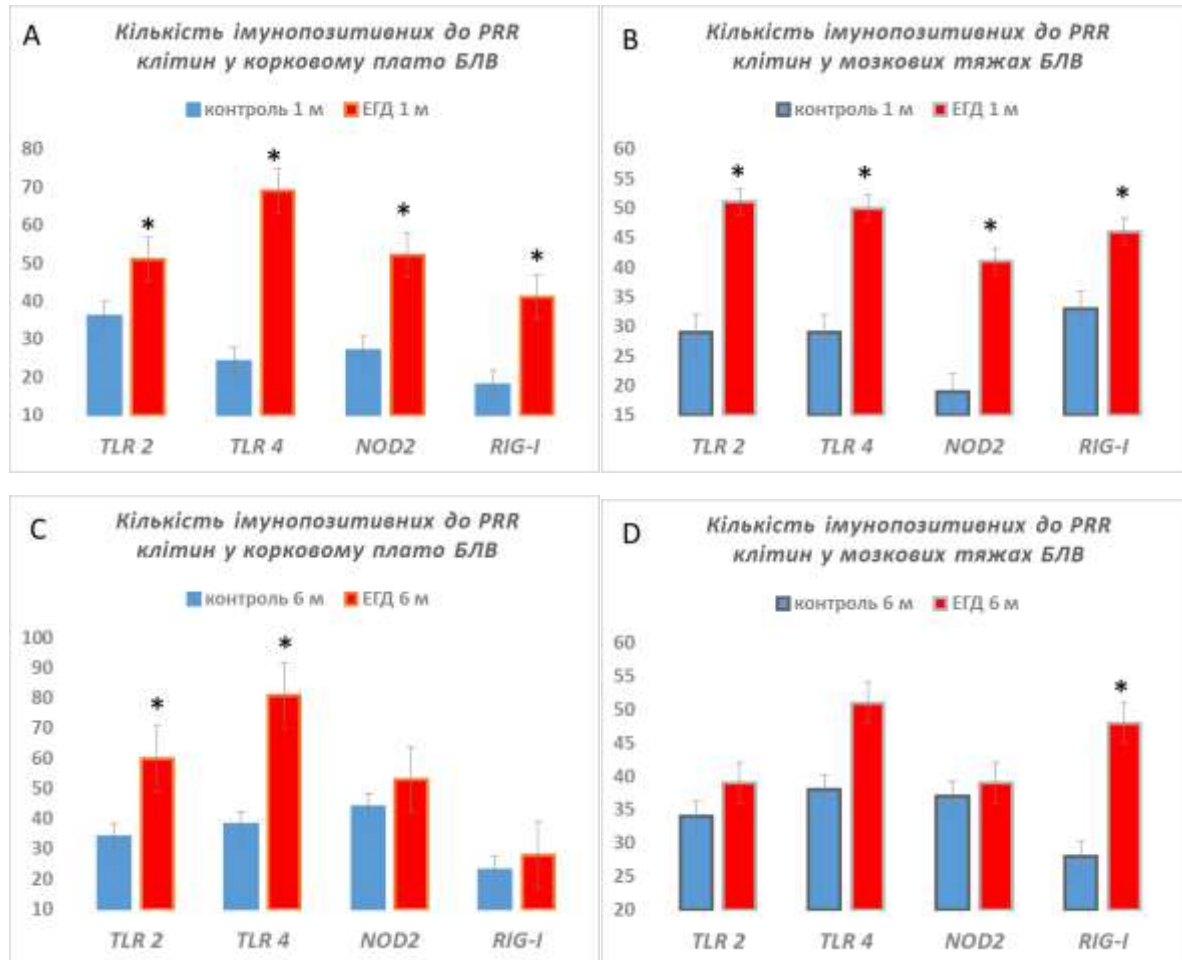 A
Кількість імунопозитивних до PRR
клітин у корковому плато БЛВ
контроль 1 м ЕГД 1 м
80
70
60
50
40
30
20
10
* * * *
TLR 2 TLR 4 NOD2 RIG-I
B
Кількість імунопозитивних до PRR
клітин у мозкових тяжах БЛВ
контроль 1 м ЕГД 1 м
60
55
50
45
40
35
30
25
20
15
* * * *
TLR 2 TLR 4 NOD2 RIG-I
C
Кількість імунопозитивних до PRR
клітин у корковому плато БЛВ
контроль 6 м ЕГД 6 м
100
90
80
70
60
50
40
30
20
10
* *
TLR 2 TLR 4 NOD2 RIG-I
D
Кількість імунопозитивних до PRR
клітин у мозкових тяжах БЛВ
контроль 6 м ЕГД 6 м
60
55
50
45
40
35
30
25
20
*
TLR 2 TLR 4 NOD2 RIG-I